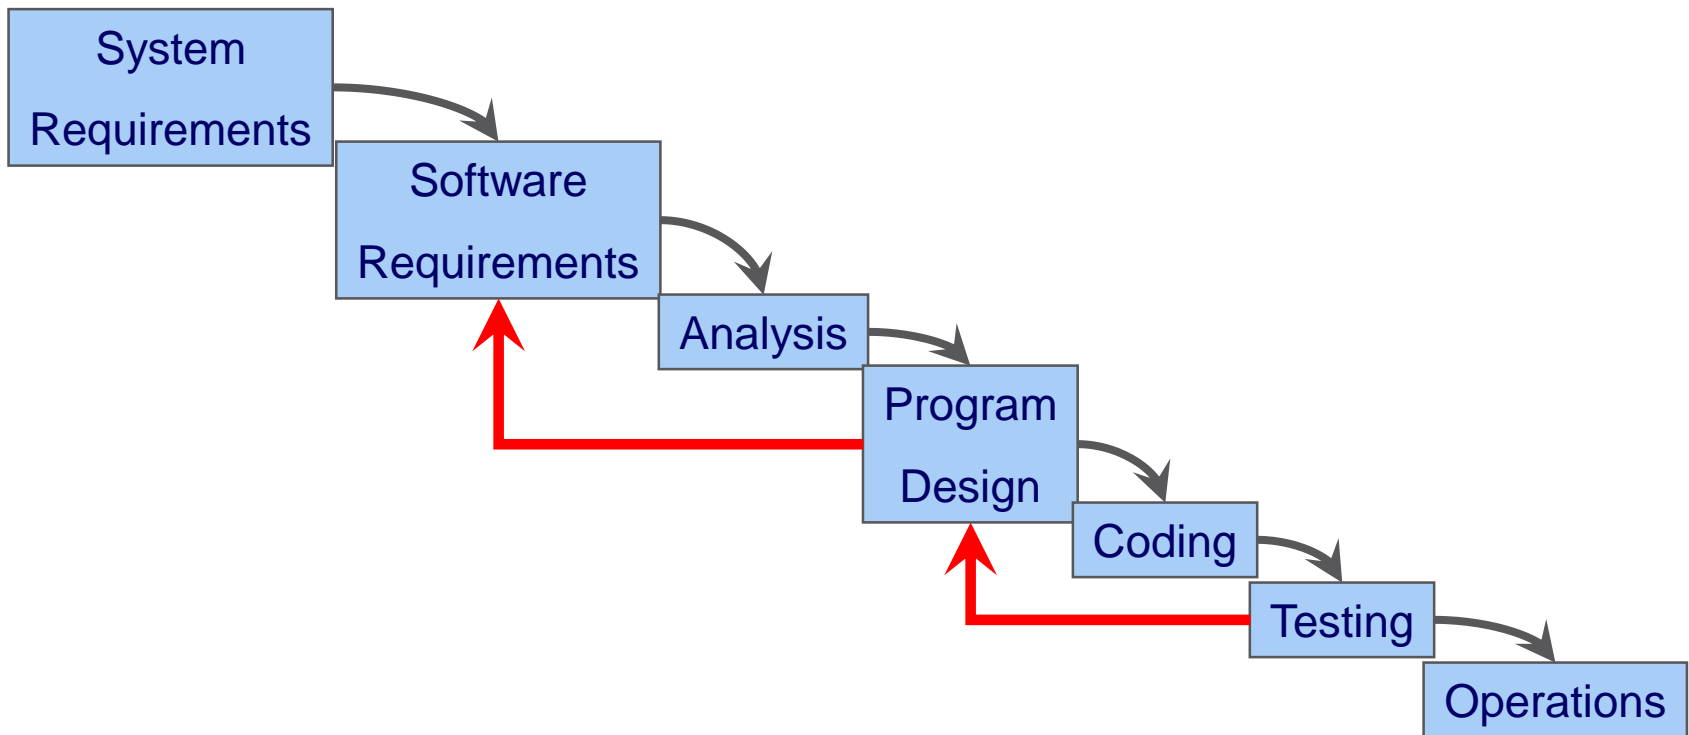 System
Requirements
Software
Requirements
Analysis
Program
Design
Coding
Testing
Operations